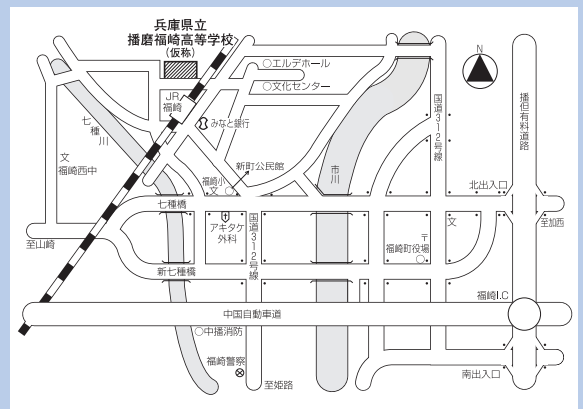 兵庫県立
播磨福崎高等学校
(仮称)
N
○エルデホール
○文化センター
JR
福崎
みなと銀行
七種川
国道312号線
播但有料道路
文
福崎西中
新町公民館
市川
福崎小
文
北出入口
七種橋
至加西
アキタケ
外科
国道312号線
文
〒
福崎町役場
至山崎
新七種橋
福崎I.C
中国自動車道
○中播消防
福崎警察
至姫路
南出入口